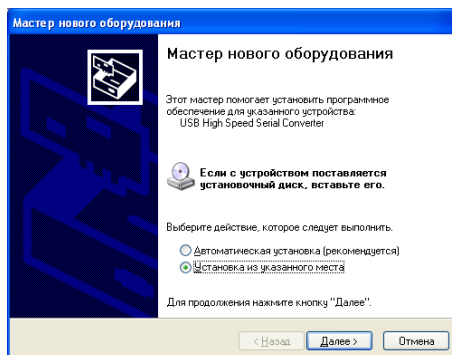 Мастер нового оборудования
Мастер нового оборудования
Этот мастер помогает установить программное
обеспечение для указанного устройства:
USB High Speed Serial Converter
Если с устройством поставляется
установочный диск, вставьте его.
Выберите действие, которое следует выполнить.
Автоматическая установка (рекомендуется)
Установка из указанного места
Для продолжения нажмите кнопку "Далее".
< Назад Далее > Отмена